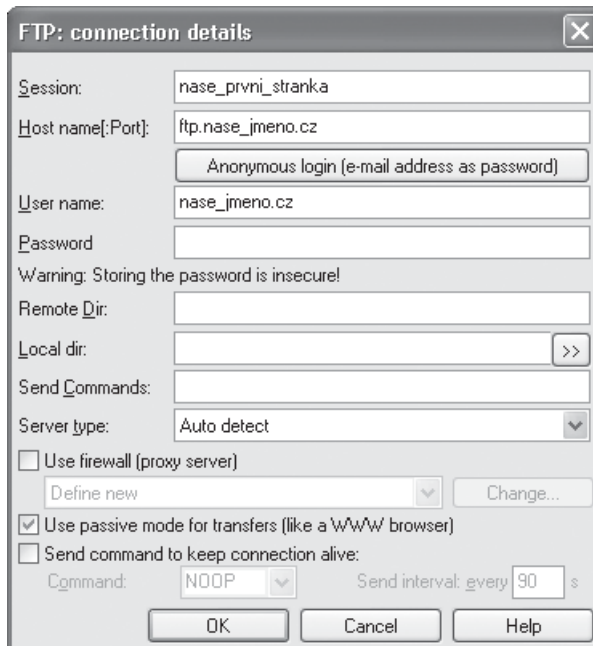 FTP: connection details
Session: nase_prvni_stranka
Host name[:Port]: ftp.nase_jmeno.cz
Anonymous login (e-mail address as password)
User name: nase_jmeno.cz
Password
Warning: Storing the password is insecure!
Remote Dir:
Local dir: >>
Send Commands:
Server type: Auto detect
Use firewall (proxy server)
Define new Change...
Use passive mode for transfers (like a WWW browser)
Send command to keep connection alive:
Command: NOOP Send interval: every 90 s
OK Cancel Help